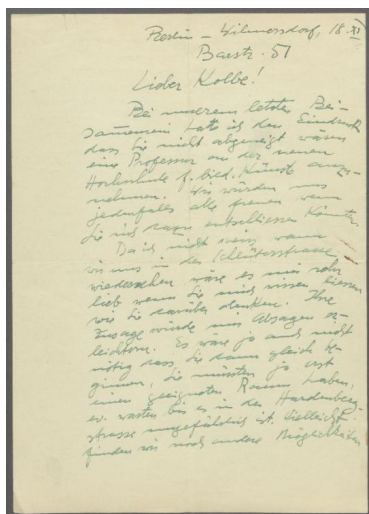 Berlin – Wilmersdorf, 18. XI
Barstr. 51
Lieber Kolbe!
Bei unserem letzten Bei-
sammensein hatte ich den Eindruck
dass Sie nicht abgeneigt wären
eine Professur an der neuen
Hochschule f. bild. Künste anzu-
nehmen. Wir würden uns
jedenfalls alle freuen wenn
Sie sich dazu entschliessen könnten.
Da ich nicht weiss wann
wir uns in der Schlüterstrasse
wiedersehen wäre es mir sehr
lieb wenn Sie mich wissen liessen
wie Sie darüber denken. Ihre
Zusage würde mir Absagen er-
leichtern. Es wäre ja auch nicht
nötig dass Sie dann gleich be-
ginnen, Sie müssten ja erst
einen geeigneten Raum haben,
ev. warten bis es in der Hardenberg-
strasse ist. Vielleicht
finden wir noch andere Möglichkeiten